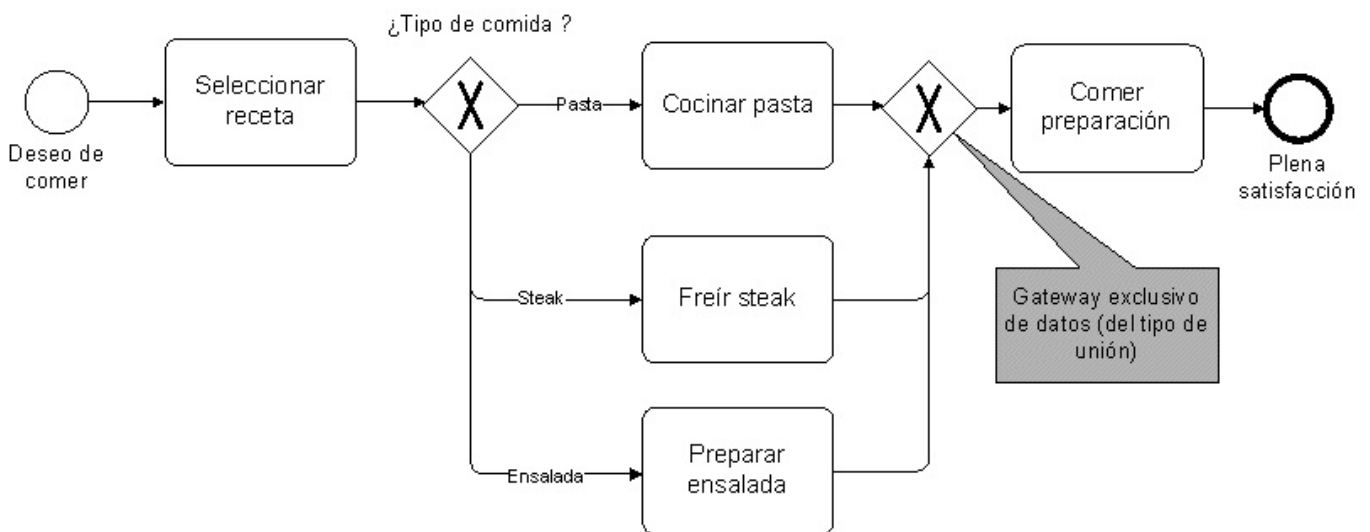 ¿Tipo de comida ?
Deseo de
comer
Seleccionar
receta
X
Pasta
Cocinar pasta
X
Comer
preparación
Plena
satisfacción
Steak
Freír steak
Gateway exclusivo
de datos (del tipo de
unión)
Ensalada
Preparar
ensalada